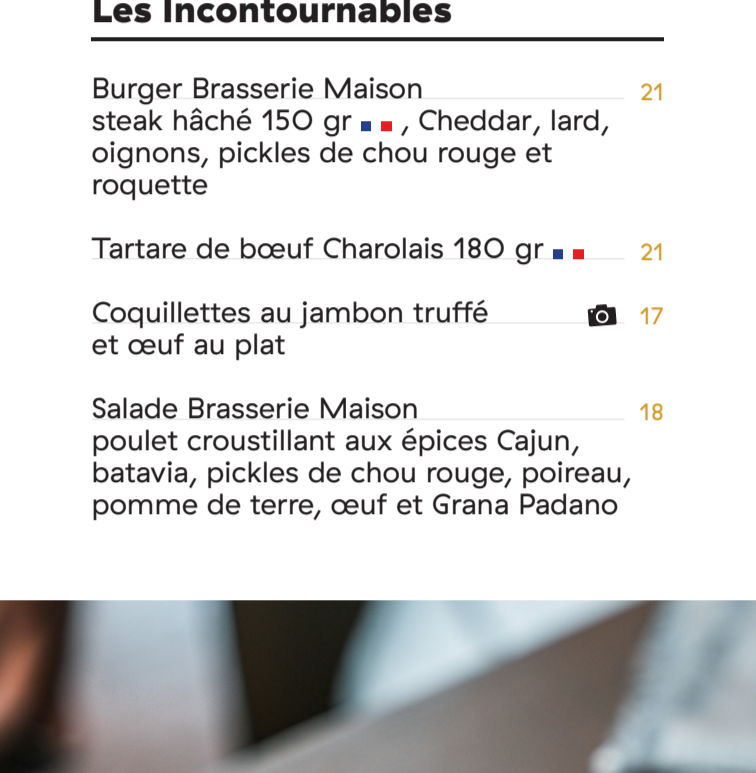 Les Incontournables
Burger Brasserie Maison 21
steak hâché 150 gr , Cheddar, lard,
oignons, pickles de chou rouge et
roquette
Tartare de bœuf Charolais 180 gr 21
Coquillettes au jambon truffé 17
et œuf au plat
Salade Brasserie Maison 18
poulet croustillant aux épices Cajun,
batavia, pickles de chou rouge, poireau,
pomme de terre, œuf et Grana Padano